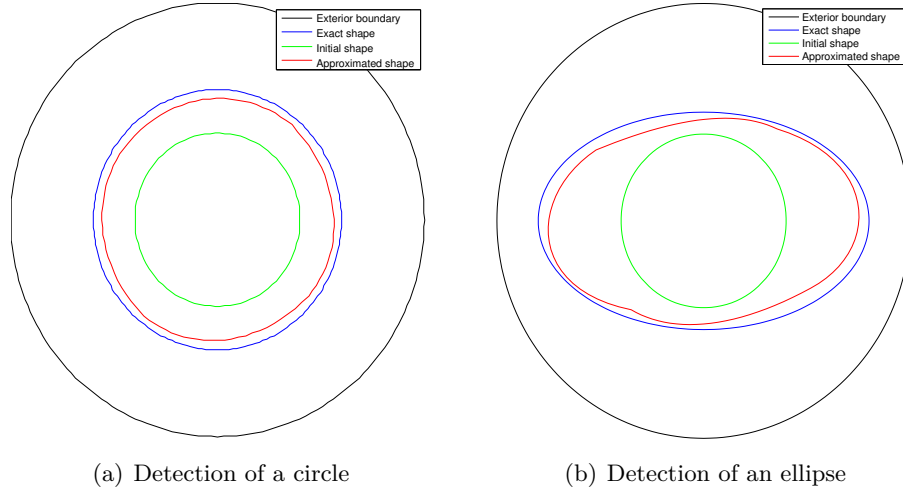 Exterior boundary
Exact shape
Initial shape
Approximated shape
Exterior boundary
Exact shape
Initial shape
Approximated shape
(a) Detection of a circle
(b) Detection of an ellipse